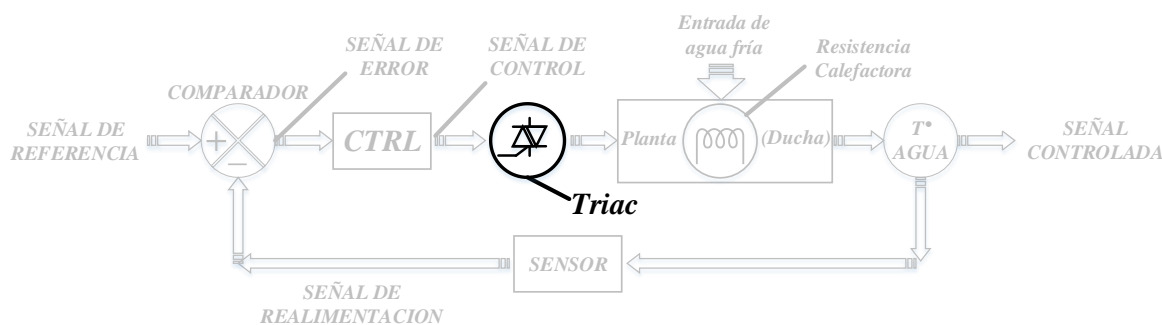 Entrada de
agua fría
SEÑAL DE
ERROR
SEÑAL DE
CONTROL
Resistencia
Calefactora
COMPARADOR
SEÑAL DE
REFERENCIA
+
−
CTRL
Planta
(Ducha)
T°
AGUA
SEÑAL
CONTROLADA
Triac
SENSOR
SEÑAL DE
REALIMENTACION